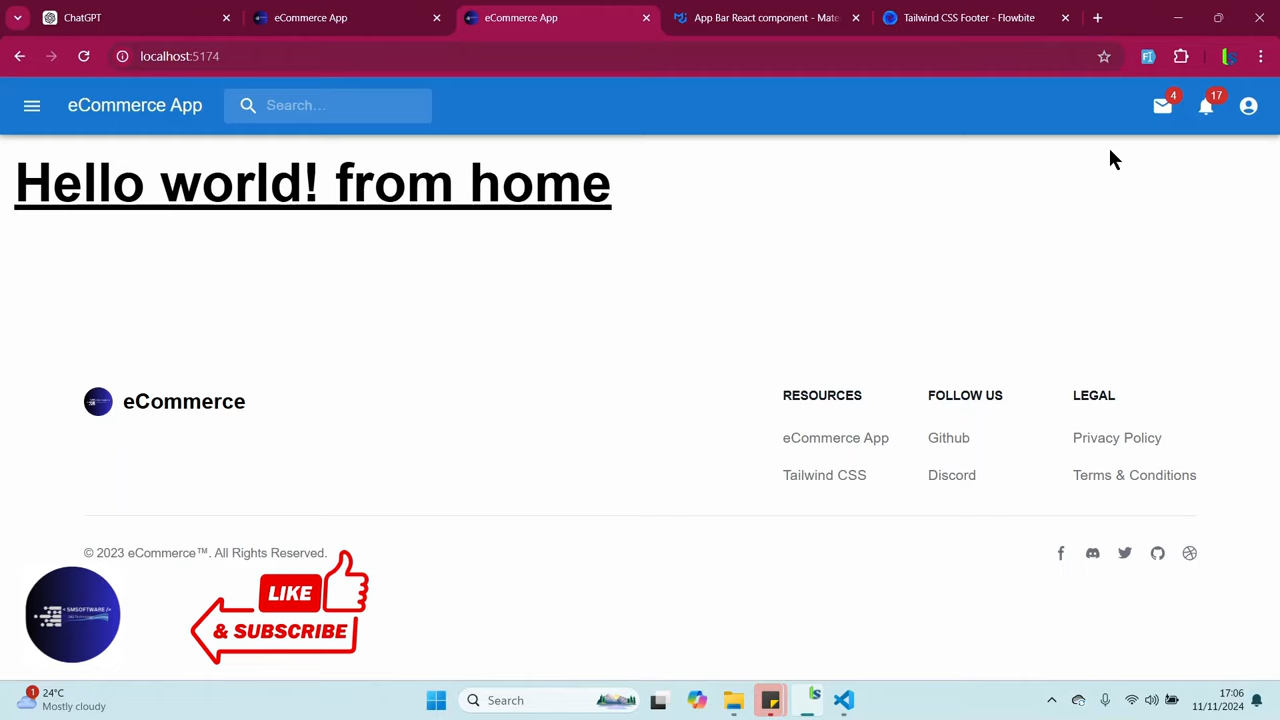 ChatGPT
eCommerce App
eCommerce App
App Bar React component - Mate
Tailwind CSS Footer - Flowbite
localhost:5174
eCommerce App
Search…
4
17
Hello world! from home
eCommerce
RESOURCES
FOLLOW US
LEGAL
eCommerce App
Github
Privacy Policy
Tailwind CSS
Discord
Terms & Conditions
© 2023 eCommerce™. All Rights Reserved.
<SMSOFTWARE/>
LIKE
& SUBSCRIBE
1
24°C
Mostly cloudy
Search
17:06
11/11/2024